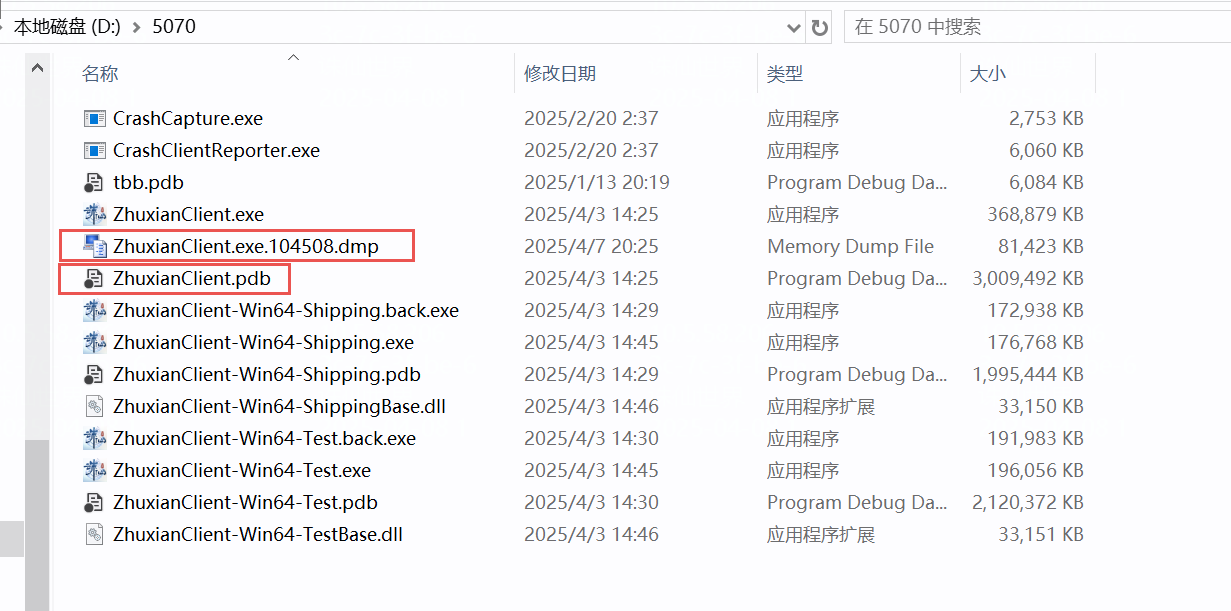 本地磁盘 (D:) 5070 在 5070 中搜索
名称 修改日期 类型 大小
CrashCapture.exe 2025/2/20 2:37 应用程序 2,753 KB
CrashClientReporter.exe 2025/2/20 2:37 应用程序 6,060 KB
tbb.pdb 2025/1/13 20:19 Program Debug Da... 6,084 KB
ZhuxianClient.exe 2025/4/3 14:25 应用程序 368,879 KB
ZhuxianClient.exe.104508.dmp 2025/4/7 20:25 Memory Dump File 81,423 KB
ZhuxianClient.pdb 2025/4/3 14:25 Program Debug Da... 3,009,492 KB
ZhuxianClient-Win64-Shipping.back.exe 2025/4/3 14:29 应用程序 172,938 KB
ZhuxianClient-Win64-Shipping.exe 2025/4/3 14:45 应用程序 176,768 KB
ZhuxianClient-Win64-Shipping.pdb 2025/4/3 14:29 Program Debug Da... 1,995,444 KB
ZhuxianClient-Win64-ShippingBase.dll 2025/4/3 14:46 应用程序扩展 33,150 KB
ZhuxianClient-Win64-Test.back.exe 2025/4/3 14:30 应用程序 191,983 KB
ZhuxianClient-Win64-Test.exe 2025/4/3 14:45 应用程序 196,056 KB
ZhuxianClient-Win64-Test.pdb 2025/4/3 14:30 Program Debug Da... 2,120,372 KB
ZhuxianClient-Win64-TestBase.dll 2025/4/3 14:46 应用程序扩展 33,151 KB